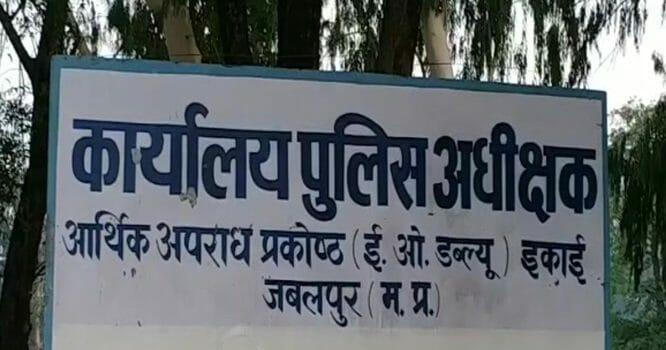 कार्यालय पुलिस अधीक्षक
आर्थिक अपराध प्रकोष्ठ (ई. ओ. डब्ल्यू) इकाई
जबलपुर (म. प्र.)